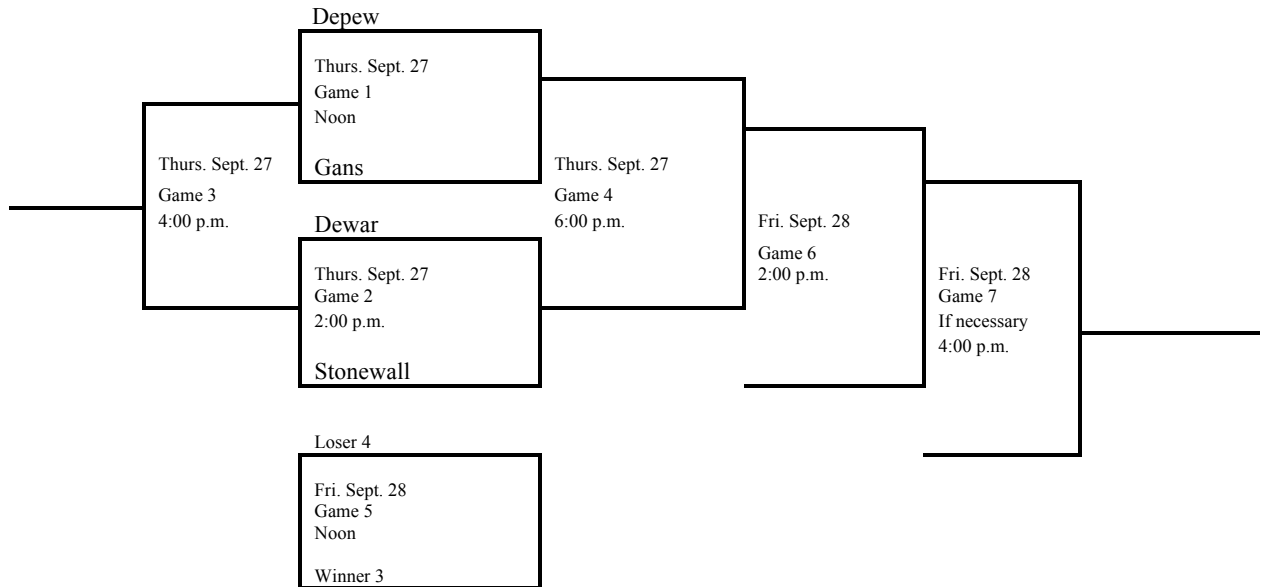 Depew
Thurs. Sept. 27
Game 1
Noon
Gans
Thurs. Sept. 27
Game 3
4:00 p.m.
Thurs. Sept. 27
Game 4
6:00 p.m.
Dewar
Thurs. Sept. 27
Game 2
2:00 p.m.
Stonewall
Fri. Sept. 28
Game 6
2:00 p.m.
Fri. Sept. 28
Game 7
If necessary
4:00 p.m.
Loser 4
Fri. Sept. 28
Game 5
Noon
Winner 3